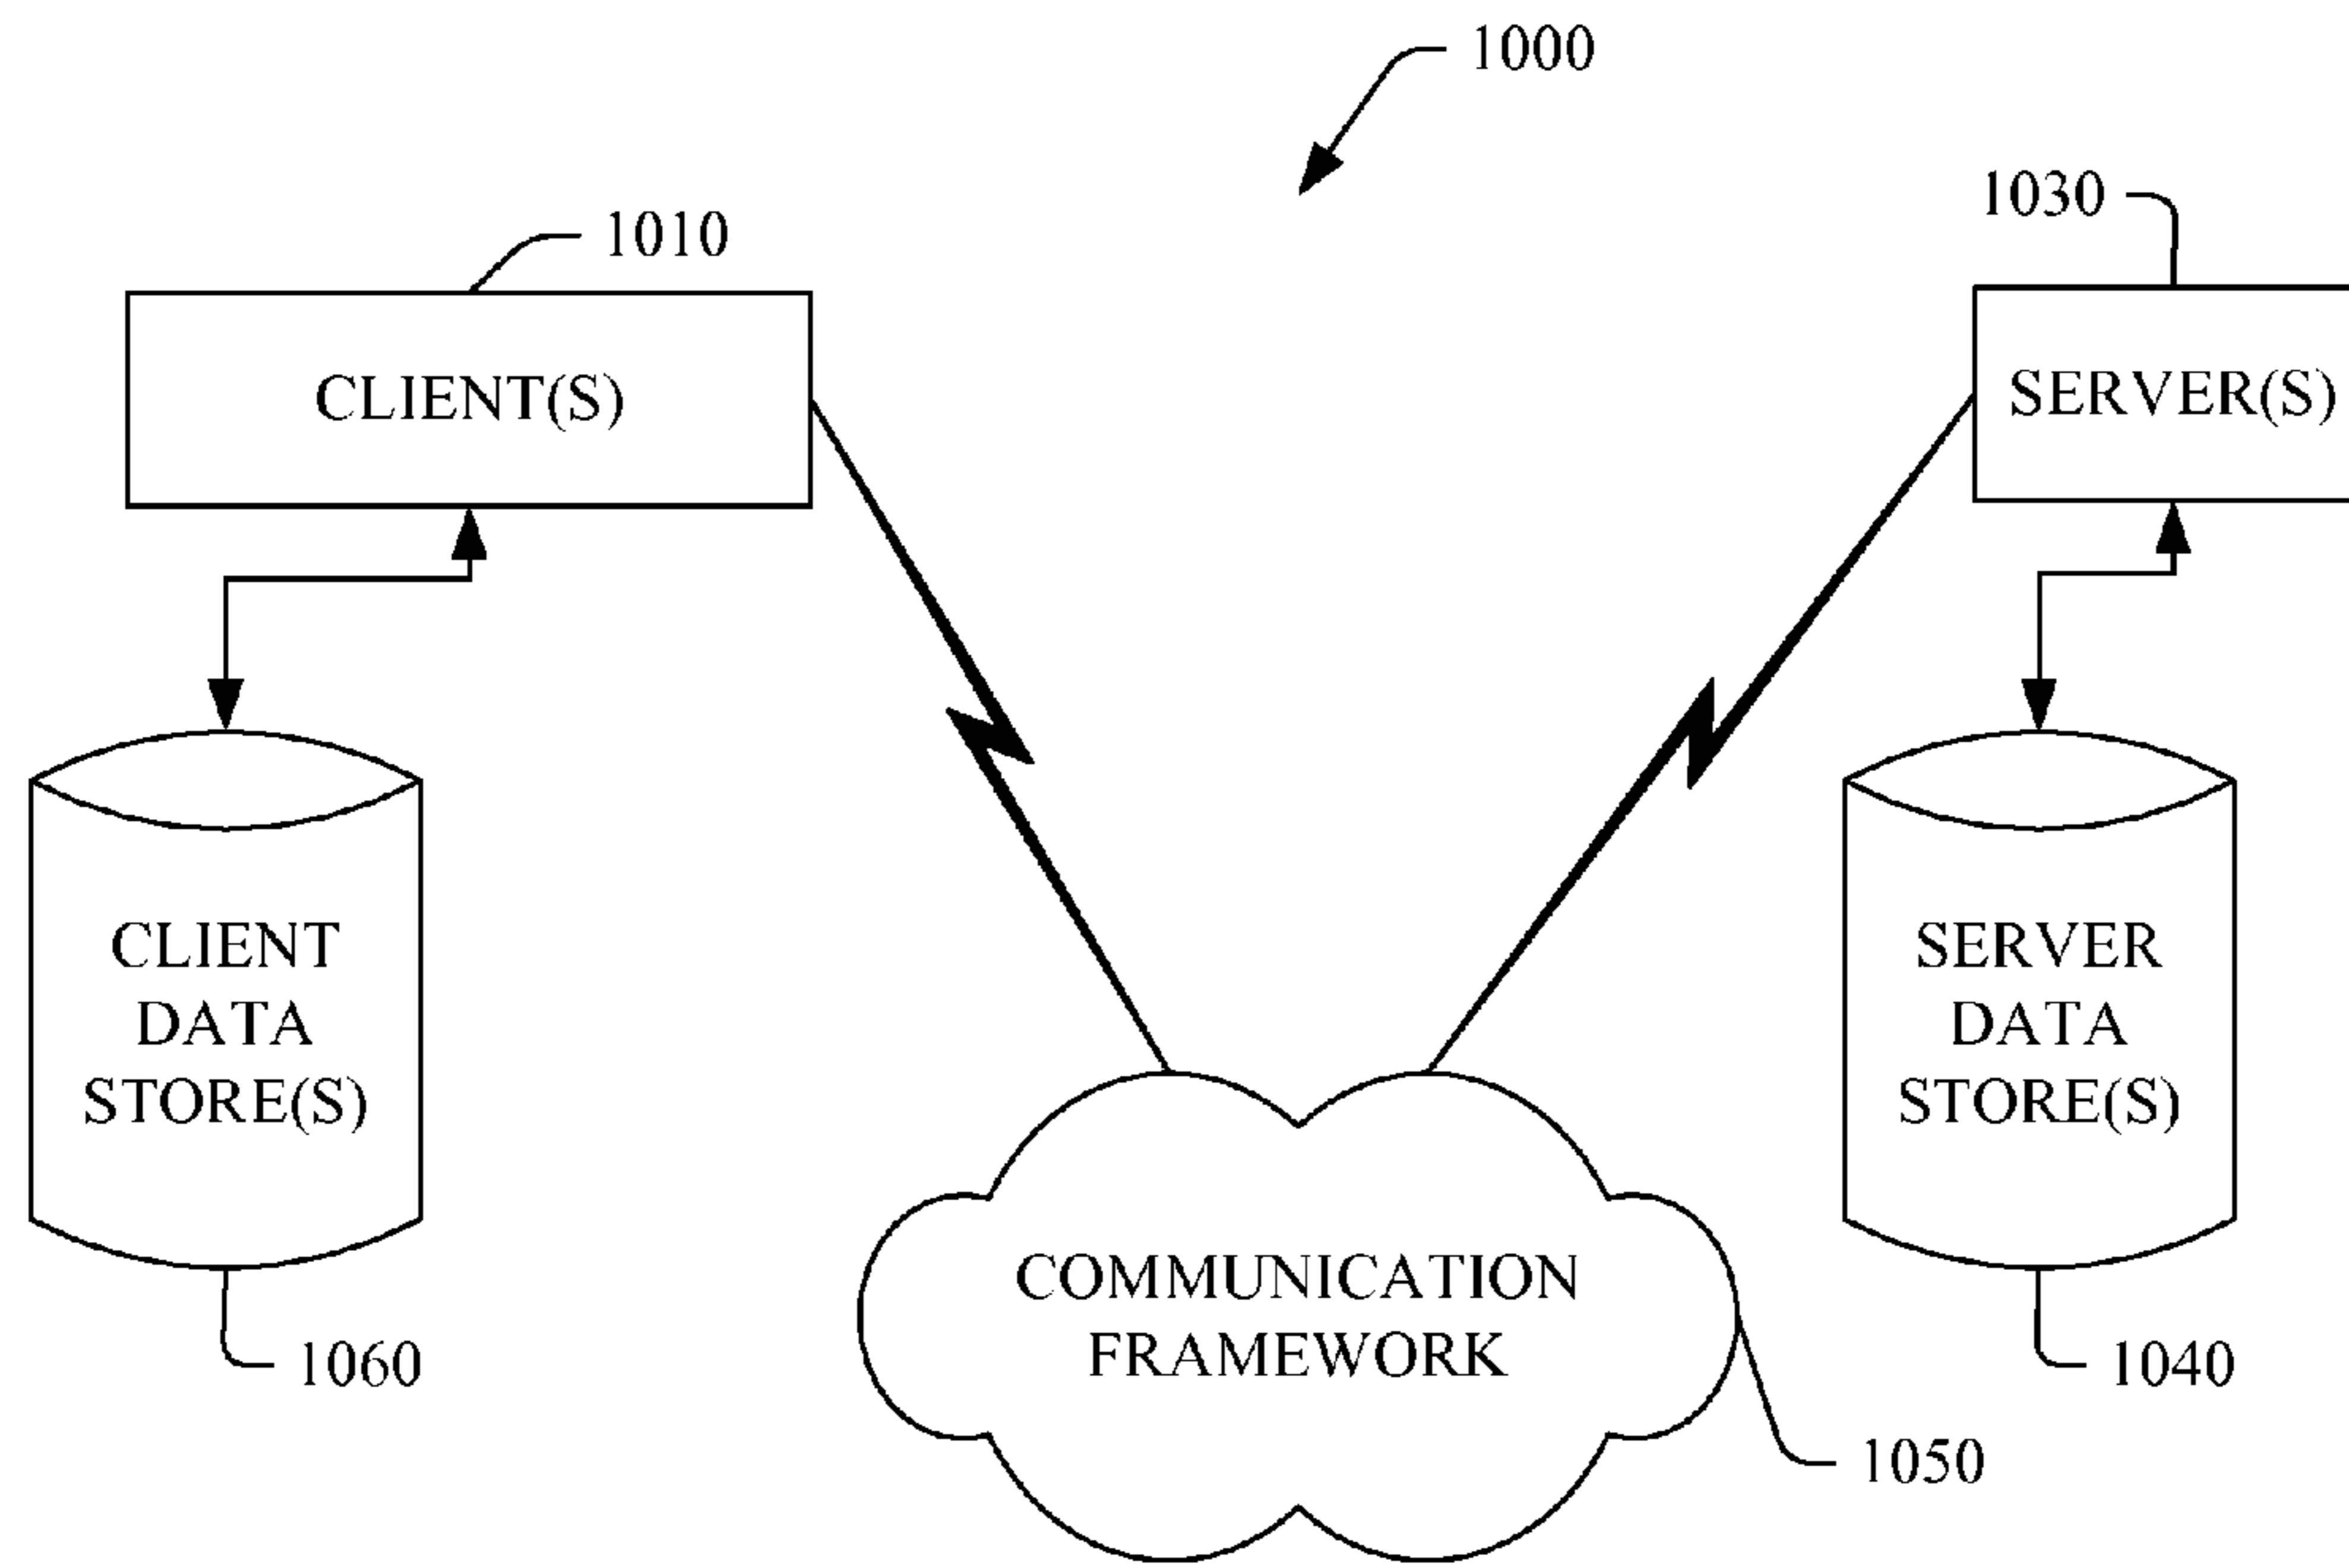 1000
1010
1030
CLIENT(S)
SERVER(S)
CLIENT
DATA
STORE(S)
SERVER
DATA
STORE(S)
COMMUNICATION
FRAMEWORK
1060
1040
1050